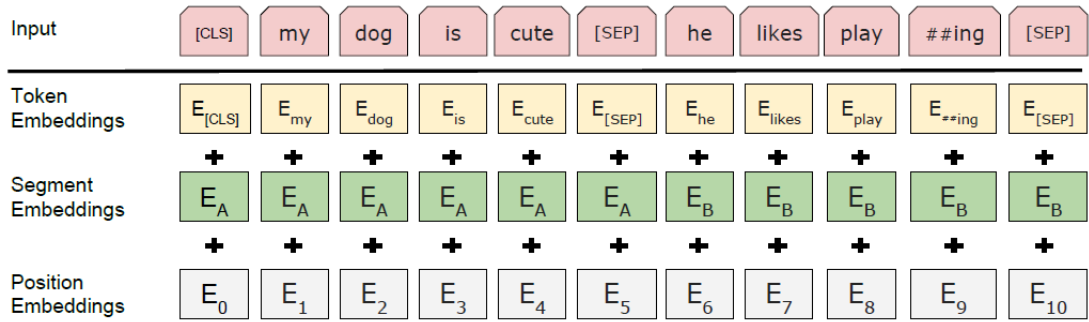 Input [CLS] my dog is cute [SEP] he likes play ##ing [SEP]
Token Embeddings E[CLS] Emy Edog Eis Ecute E[SEP] Ehe Elikes Eplay E##ing E[SEP]
+ + + + + + + + + + +
Segment Embeddings EA EA EA EA EA EA EB EB EB EB EB
+ + + + + + + + + + +
Position Embeddings E0 E1 E2 E3 E4 E5 E6 E7 E8 E9 E10